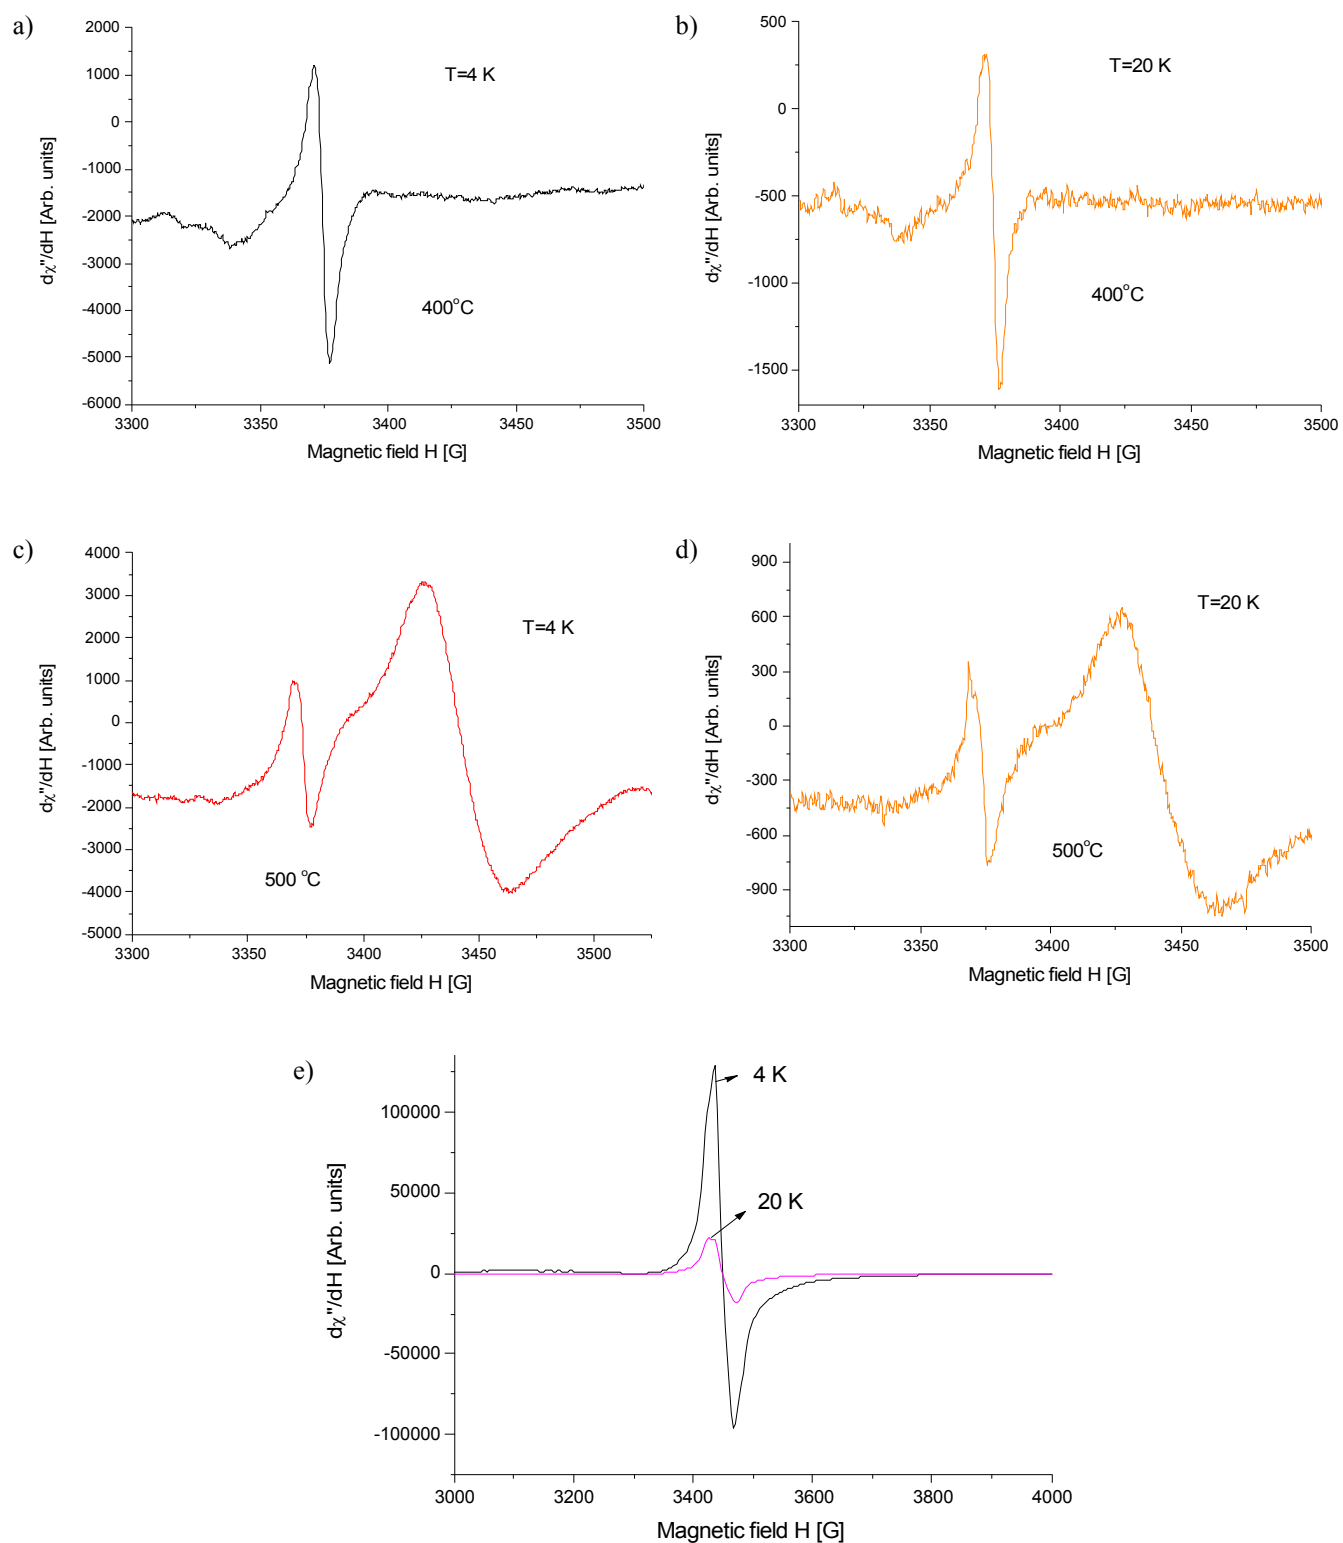 a)
2000
1000
0
-1000
-2000
-3000
-4000
-5000
-6000
3300
3350
3400
3450
3500
dχ"/dH [Arb. units]
Magnetic field H [G]
T=4 K
400°C
b)
500
0
-500
-1000
-1500
3300
3350
3400
3450
3500
dχ"/dH [Arb. units]
Magnetic field H [G]
T=20 K
400°C
c)
4000
3000
2000
1000
0
-1000
-2000
-3000
-4000
-5000
3300
3350
3400
3450
3500
dχ"/dH [Arb. units]
Magnetic field H [G]
T=4 K
500 °C
d)
900
600
300
0
-300
-600
-900
3300
3350
3400
3450
3500
dχ"/dH [Arb. units]
Magnetic field H [G]
T=20 K
500°C
e)
100000
50000
0
-50000
-100000
3000
3200
3400
3600
3800
4000
dχ"/dH [Arb. units]
Magnetic field H [G]
4 K
20 K